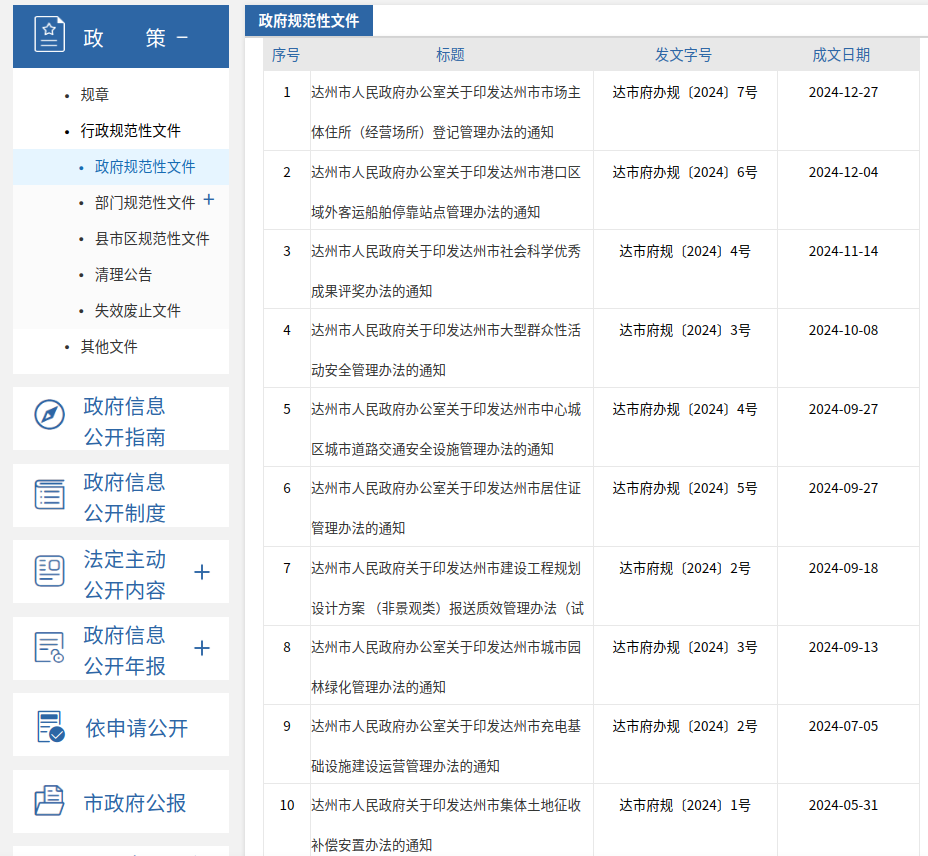 政 策 −
• 规章
• 行政规范性文件
• 政府规范性文件
• 部门规范性文件 +
• 县市区规范性文件
• 清理公告
• 失效废止文件
• 其他文件
政府信息
公开指南
政府信息
公开制度
法定主动
公开内容 +
政府信息
公开年报 +
依申请公开
市政府公报
政府规范性文件
序号 标题 发文字号 成文日期
1 达州市人民政府办公室关于印发达州市市场主 达市府办规〔2024〕7号 2024-12-27
体住所（经营场所）登记管理办法的通知
2 达州市人民政府办公室关于印发达州市港口区 达市府办规〔2024〕6号 2024-12-04
域外客运船舶停靠站点管理办法的通知
3 达州市人民政府关于印发达州市社会科学优秀 达市府规〔2024〕4号 2024-11-14
成果评奖办法的通知
4 达州市人民政府关于印发达州市大型群众性活 达市府规〔2024〕3号 2024-10-08
动安全管理办法的通知
5 达州市人民政府办公室关于印发达州市中心城 达市府办规〔2024〕4号 2024-09-27
区城市道路交通安全设施管理办法的通知
6 达州市人民政府办公室关于印发达州市居住证 达市府办规〔2024〕5号 2024-09-27
管理办法的通知
7 达州市人民政府关于印发达州市建设工程规划 达市府规〔2024〕2号 2024-09-18
设计方案 （非景观类）报送质效管理办法（试
8 达州市人民政府办公室关于印发达州市城市园 达市府办规〔2024〕3号 2024-09-13
林绿化管理办法的通知
9 达州市人民政府办公室关于印发达州市充电基 达市府办规〔2024〕2号 2024-07-05
础设施建设运营管理办法的通知
10 达州市人民政府关于印发达州市集体土地征收 达市府规〔2024〕1号 2024-05-31
补偿安置办法的通知